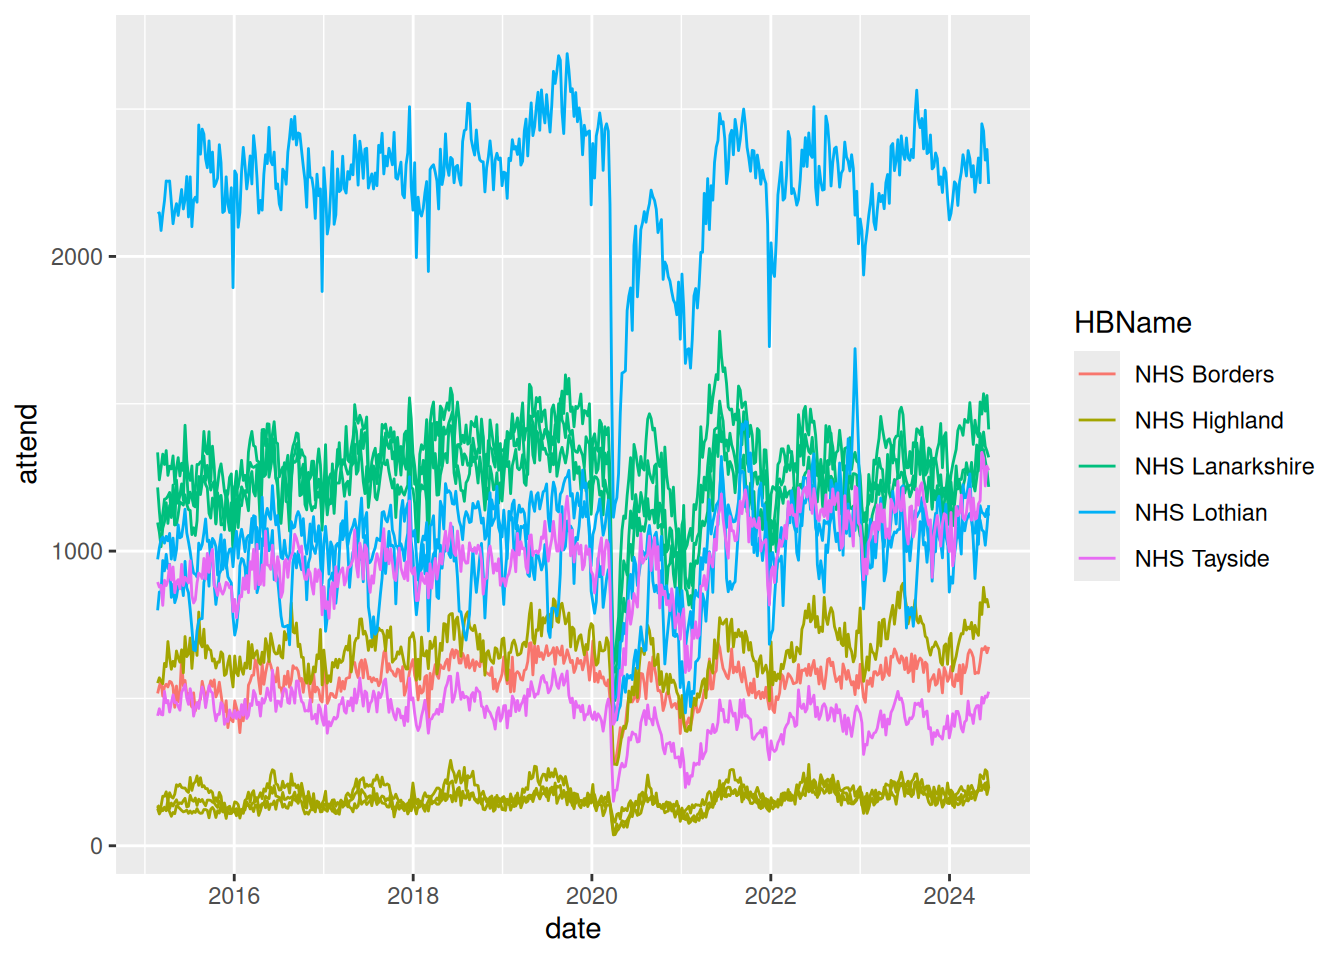 attend
2000
1000
0
2016 2018 2020 2022 2024
date
HBName
NHS Borders
NHS Highland
NHS Lanarkshire
NHS Lothian
NHS Tayside